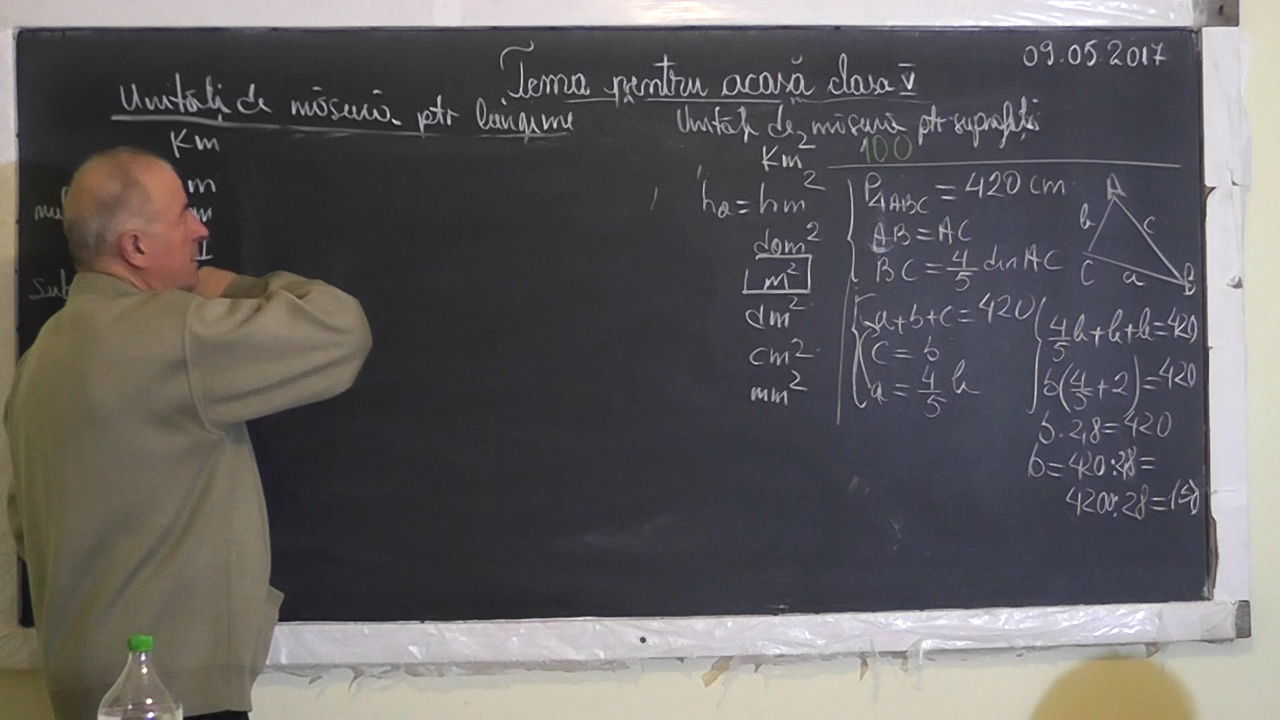 09.05.2017
Tema pentru acasă clasa V
Unități de măsură ptr lungime
Km
m
m
Unități de măsură ptr suprafăți
Km²
ha = hm²
dam²
m²
dm²
cm²
mm²
100
P ABC = 420 cm
AB = AC
BC = 4/5 din AC
A
b
c
C
a
B
a + b + c = 420
c = b
a = 4/5 b
4/5 b + b + b = 420
b(4/5 + 2) = 420
b · 2,8 = 420
b = 420 : 2,8 =
4200 : 28 = 150